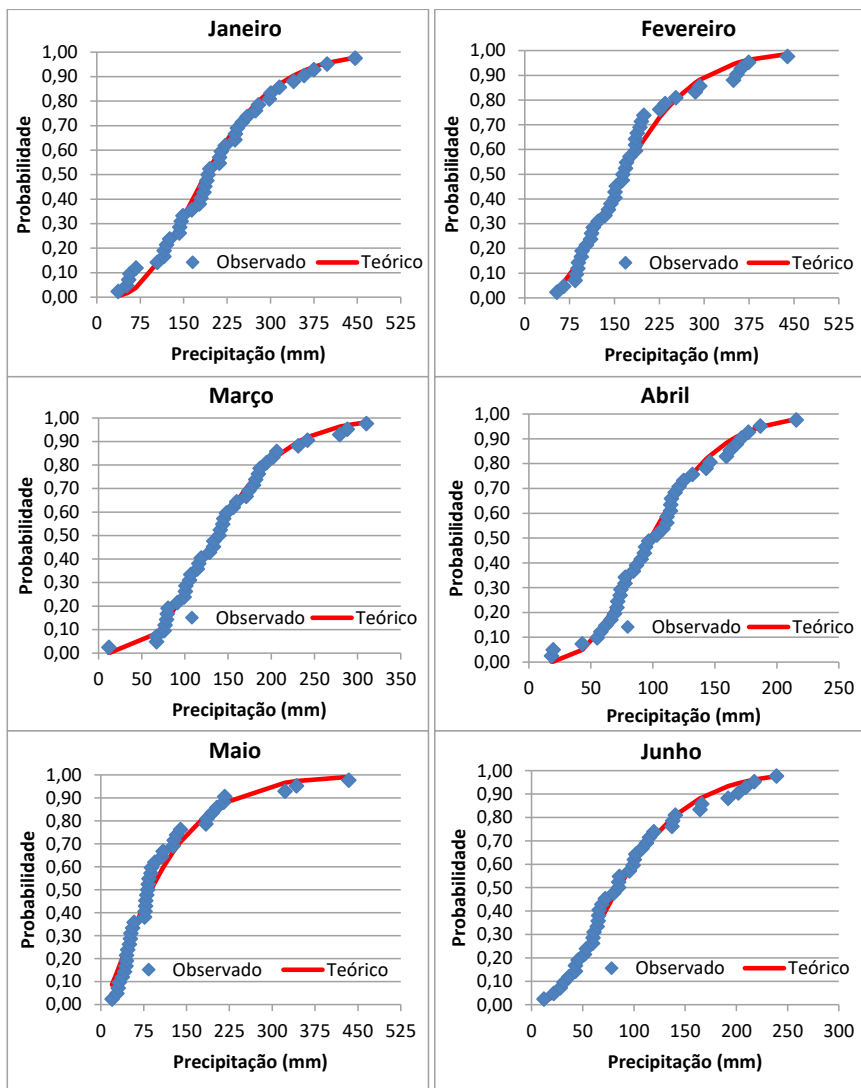 Janeiro
Probabilidade
1,00
0,90
0,80
0,70
0,60
0,50
0,40
0,30
0,20
0,10
0,00
Observado Teórico
0 75 150 225 300 375 450 525
Precipitação (mm)
Fevereiro
Probabilidade
1,00
0,90
0,80
0,70
0,60
0,50
0,40
0,30
0,20
0,10
0,00
Observado Teórico
0 75 150 225 300 375 450 525
Precipitação (mm)
Março
Probabilidade
1,00
0,90
0,80
0,70
0,60
0,50
0,40
0,30
0,20
0,10
0,00
Observado Teórico
0 50 100 150 200 250 300 350
Precipitação (mm)
Abril
Probabilidade
1,00
0,90
0,80
0,70
0,60
0,50
0,40
0,30
0,20
0,10
0,00
Observado Teórico
0 50 100 150 200 250
Precipitação (mm)
Maio
Probabilidade
1,00
0,90
0,80
0,70
0,60
0,50
0,40
0,30
0,20
0,10
0,00
Observado Teórico
0 75 150 225 300 375 450 525
Precipitação (mm)
Junho
Probabilidade
1,00
0,90
0,80
0,70
0,60
0,50
0,40
0,30
0,20
0,10
0,00
Observado Teórico
0 50 100 150 200 250 300
Precipitação (mm)